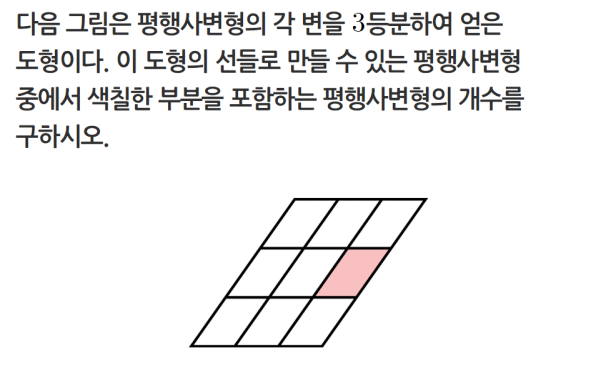 다음 그림은 평행사변형의 각 변을 3등분하여 얻은
도형이다. 이 도형의 선들로 만들 수 있는 평행사변형
중에서 색칠한 부분을 포함하는 평행사변형의 개수를
구하시오.